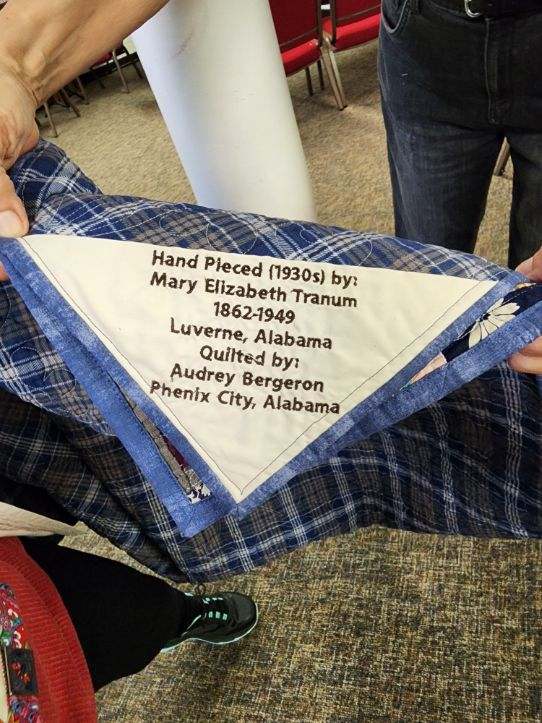 Hand Pieced (1930s) by:
Mary Elizabeth Tranum
1862-1949
Luverne, Alabama
Quilted by:
Audrey Bergeron
Phenix City, Alabama